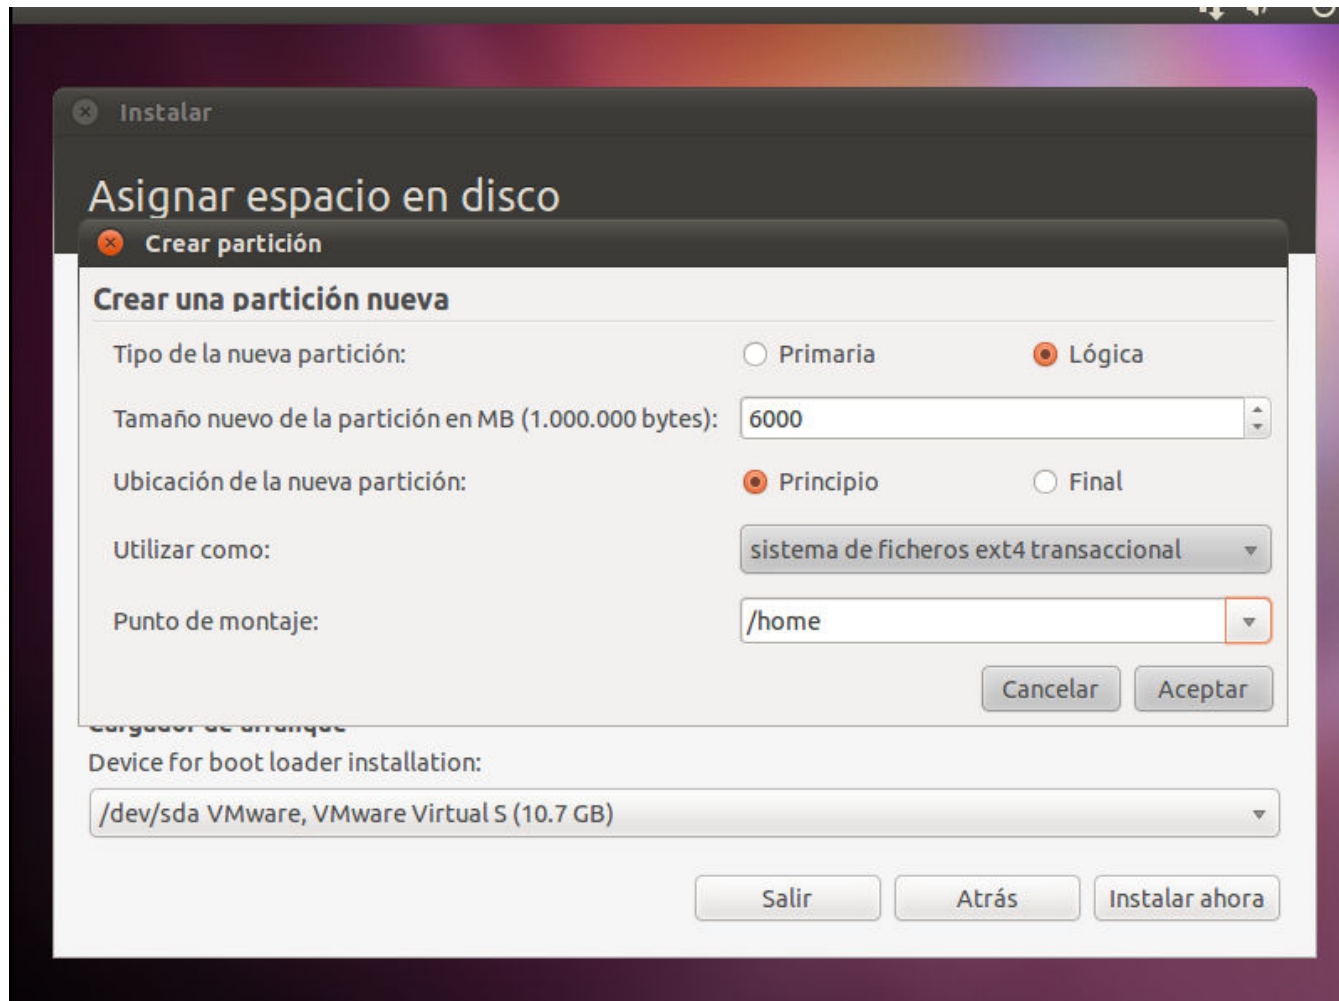 Instalar
Asignar espacio en disco
Crear partición
Crear una partición nueva
Tipo de la nueva partición: Primaria Lógica
Tamaño nuevo de la partición en MB (1.000.000 bytes): 6000
Ubicación de la nueva partición: Principio Final
Utilizar como: sistema de ficheros ext4 transaccional
Punto de montaje: /home
Cancelar Aceptar
Cargador de arranque
Device for boot loader installation:
/dev/sda VMware, VMware Virtual S (10.7 GB)
Salir Atrás Instalar ahora